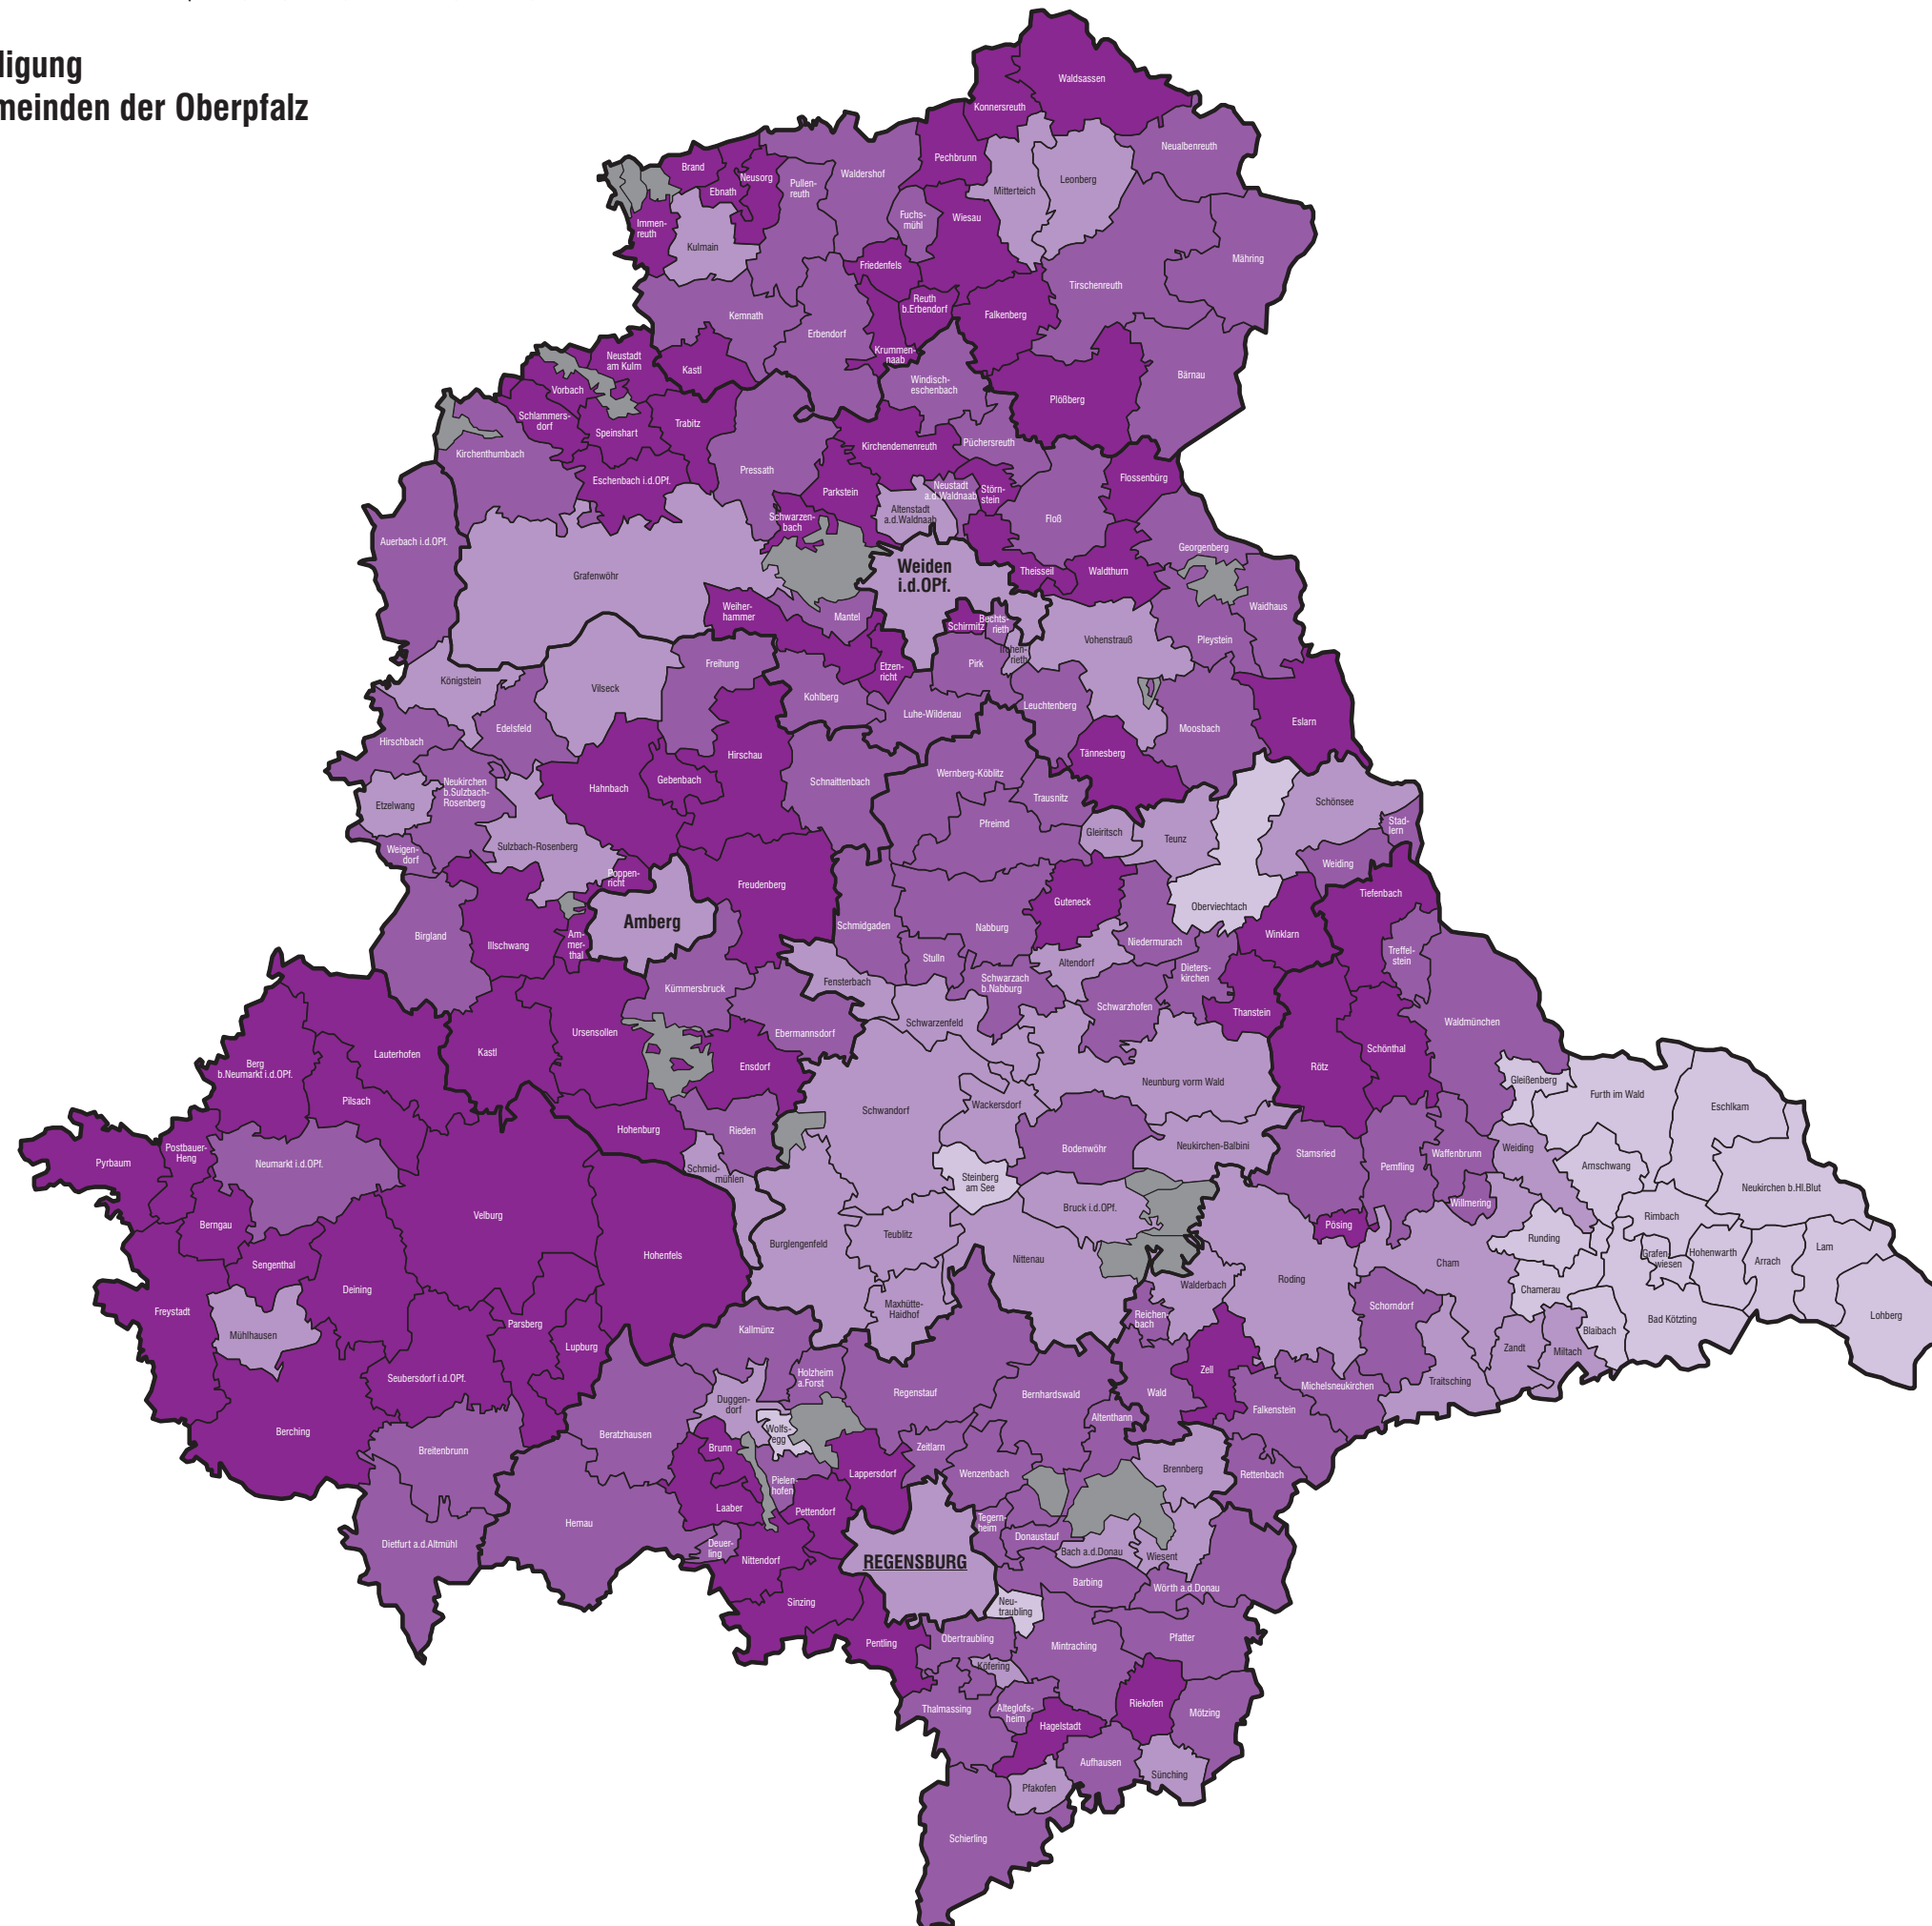 ligung
meinden der Oberpfalz
Waldsassen
Konnersreuth
Neualbenreuth
Pechbrunn
Leonberg
Mitterteich
Brand
Neusorg
Ebnath
Pullen-
reuth
Waldershof
Fuchs-
mühl
Wiesau
Immen-
reuth
Kulmain
Friedenfels
Mähring
Tirschenreuth
Reuth
b.Erbendorf
Falkenberg
Kemnath
Erbendorf
Krummen-
naab
Neustadt
am Kulm
Kastl
Windisch-
eschenbach
Bärnau
Plößberg
Vorbach
Schlammers-
dorf
Speinshart
Trabitz
Kirchenthumbach
Kirchendemenreuth
Püchersreuth
Pressath
Eschenbach i.d.OPf.
Flossenbürg
Parkstein
Neustadt
a.d.Waldnaab
Störn-
stein
Altenstadt
a.d.Waldnaab
Schwarzen-
bach
Floß
Auerbach i.d.OPf.
Georgenberg
Grafenwöhr
Weiden
i.d.OPf.
Theisseil
Waldthurn
Waidhaus
Weiher-
hammer
Mantel
Schirmitz
Bechts-
rieth
Vohenstrauß
Pleystein
Irchen-
rieth
Pirk
Freihung
Etzen-
richt
Königstein
Vilseck
Kohlberg
Luhe-Wildenau
Leuchtenberg
Eslarn
Moosbach
Edelsfeld
Hirschbach
Hirschau
Tännesberg
Wernberg-Köblitz
Schnaittenbach
Gebenbach
Hahnbach
Neukirchen
b.Sulzbach-
Rosenberg
Etzelwang
Trausnitz
Schönsee
Pfreimd
Gleiritsch
Teunz
Stad-
lern
Sulzbach-Rosenberg
Weigen-
dorf
Weiding
Poppen-
richt
Freudenberg
Tiefenbach
Guteneck
Oberviechtach
Amberg
Schmidgaden
Nabburg
Winklarn
Birgland
Illschwang
Am-
mer-
thal
Niedermurach
Treffel-
stein
Stulln
Altendorf
Dieters-
kirchen
Fensterbach
Schwarzach
b.Nabburg
Kümmersbruck
Schwarzhofen
Thanstein
Schwarzenfeld
Waldmünchen
Ebermannsdorf
Ursensollen
Kastl
Lauterhofen
Berg
b.Neumarkt i.d.OPf.
Ensdorf
Schönthal
Rötz
Neunburg vorm Wald
Gleißenberg
Furth im Wald
Eschlkam
Pilsach
Schwandorf
Wackersdorf
Hohenburg
Rieden
Bodenwöhr
Neukirchen-Balbini
Stamsried
Pemfling
Waffenbrunn
Weiding
Arnschwang
Postbauer-
Heng
Pyrbaum
Neumarkt i.d.OPf.
Schmid-
mühlen
Steinberg
am See
Neukirchen b.Hl.Blut
Willmering
Rimbach
Bruck i.d.OPf.
Velburg
Berngau
Pösing
Runding
Teublitz
Burglengenfeld
Hohenfels
Grafen-
wiesen
Hohenwarth
Arrach
Lam
Sengenthal
Nittenau
Cham
Roding
Walderbach
Chamerau
Deining
Freystadt
Maxhütte-
Haidhof
Reichen-
bach
Schorndorf
Bad Kötzting
Lohberg
Parsberg
Kallmünz
Mühlhausen
Lupburg
Blaibach
Zandt
Miltach
Zell
Seubersdorf i.d.OPf.
Holzheim
a.Forst
Regenstauf
Bernhardswald
Wald
Michelsneukirchen
Traitsching
Duggen-
dorf
Altenthann
Falkenstein
Berching
Beratzhausen
Wolfs-
egg
Brunn
Breitenbrunn
Zeitlarn
Lappersdorf
Wenzenbach
Brennberg
Rettenbach
Pielen-
hofen
Laaber
Pettendorf
Hemau
Tegern-
heim
Donaustauf
Dietfurt a.d.Altmühl
Deuer-
ling
Nittendorf
REGENSBURG
Bach a.d.Donau
Wiesent
Barbing
Wörth a.d.Donau
Sinzing
Neu-
traubling
Pentling
Obertraubling
Mintraching
Pfatter
Köfering
Thalmassing
Alteglofs-
heim
Riekofen
Mötzing
Hagelstadt
Aufhausen
Sünching
Pfakofen
Schierling